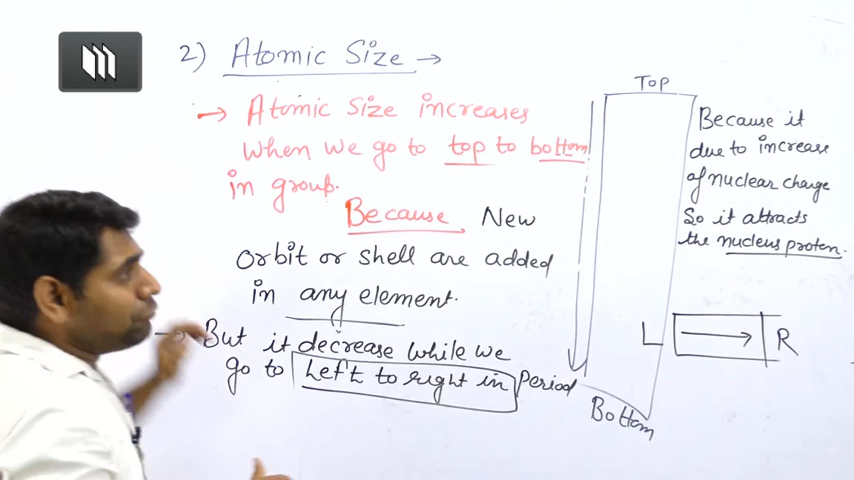 2) Atomic Size →
→ Atomic Size increases
when we go to top to bottom
in group.
Because New
orbit or shell are added
in any element.
→ But it decrease while we
go to Left to right in Period
Top
Bottom
Because it
due to increase
of nuclear charge
So it attracts
the nucleus proton.
L → R